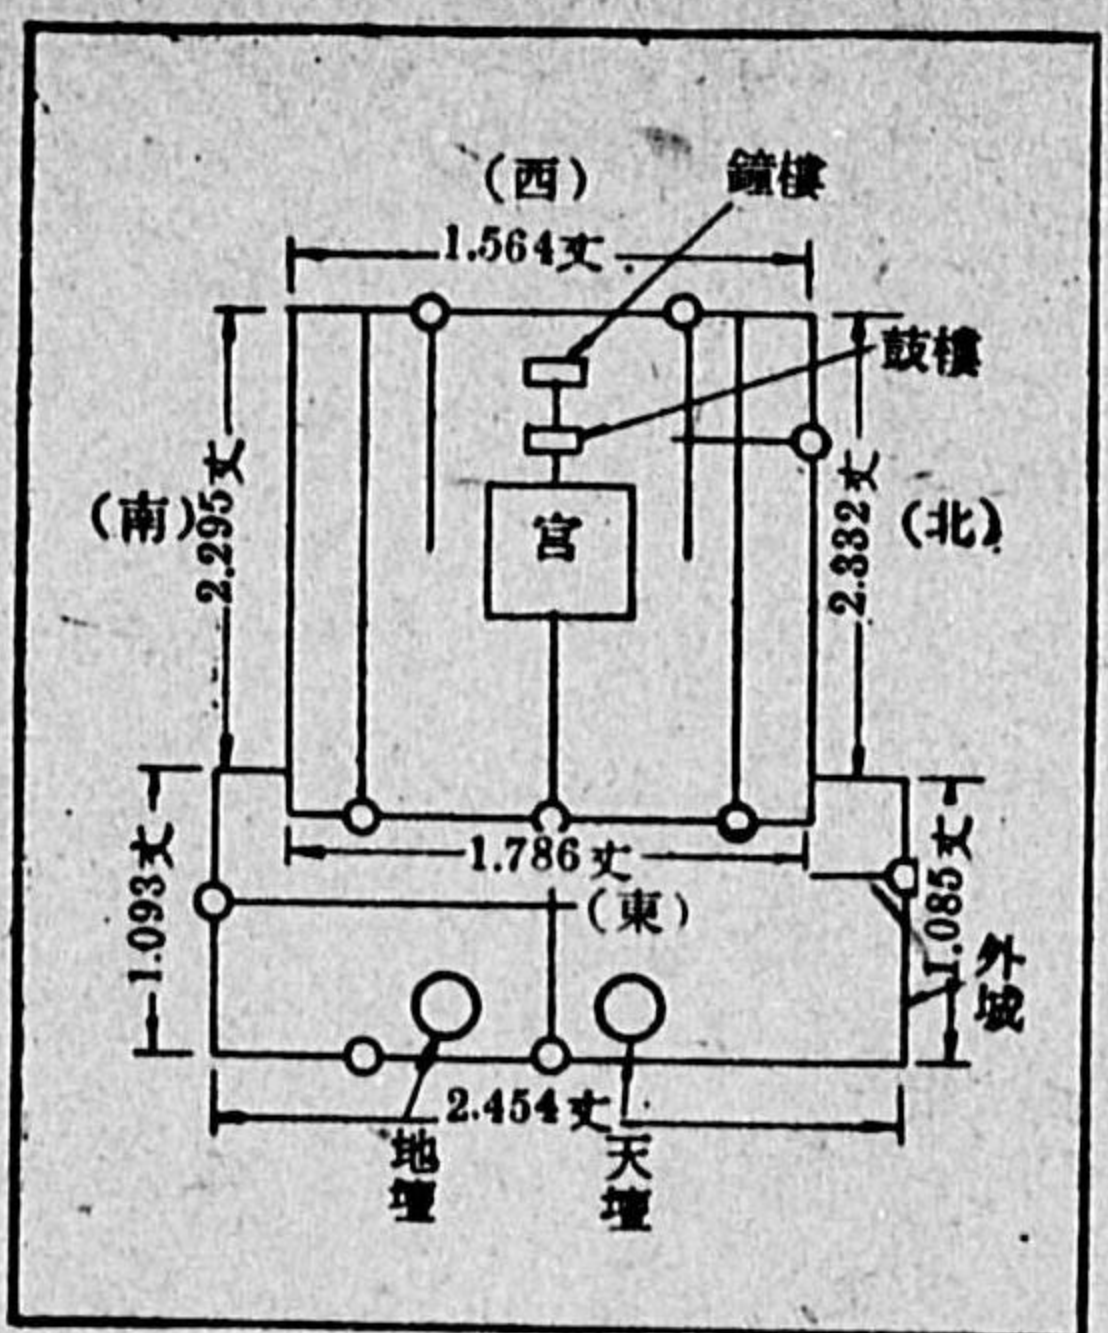 (西)
鐘樓
1.564丈
鼓樓
(南)
2.295丈
宮
2.332丈
(北)
1.786丈
1.093丈
(東)
1.085丈
外城
2.454丈
地壇
天壇